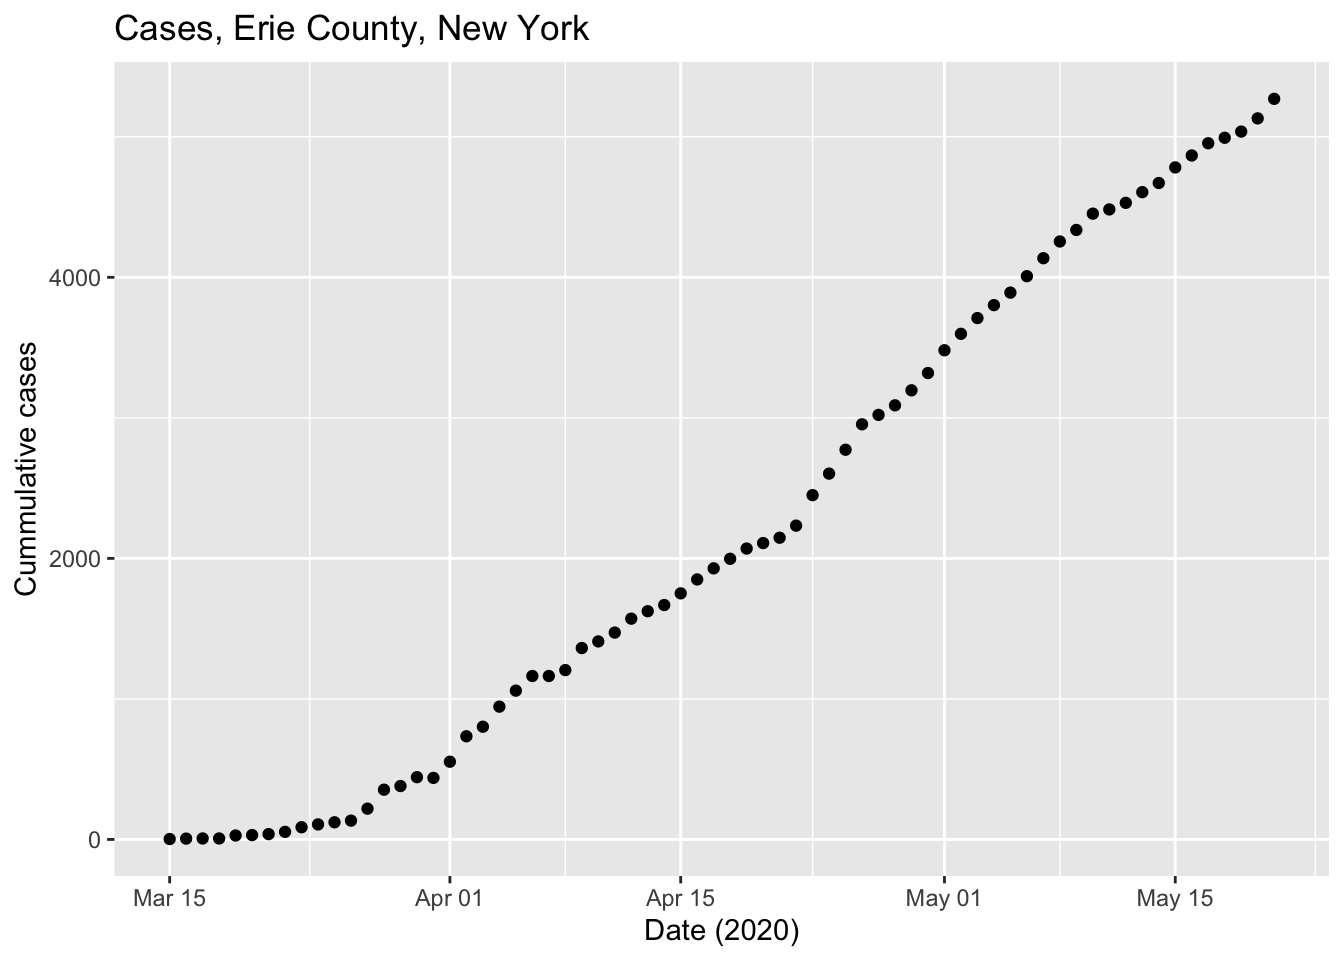 Cases, Erie County, New York
Cummulative cases
4000
2000
0
Mar 15
Apr 01
Apr 15
May 01
May 15
Date (2020)